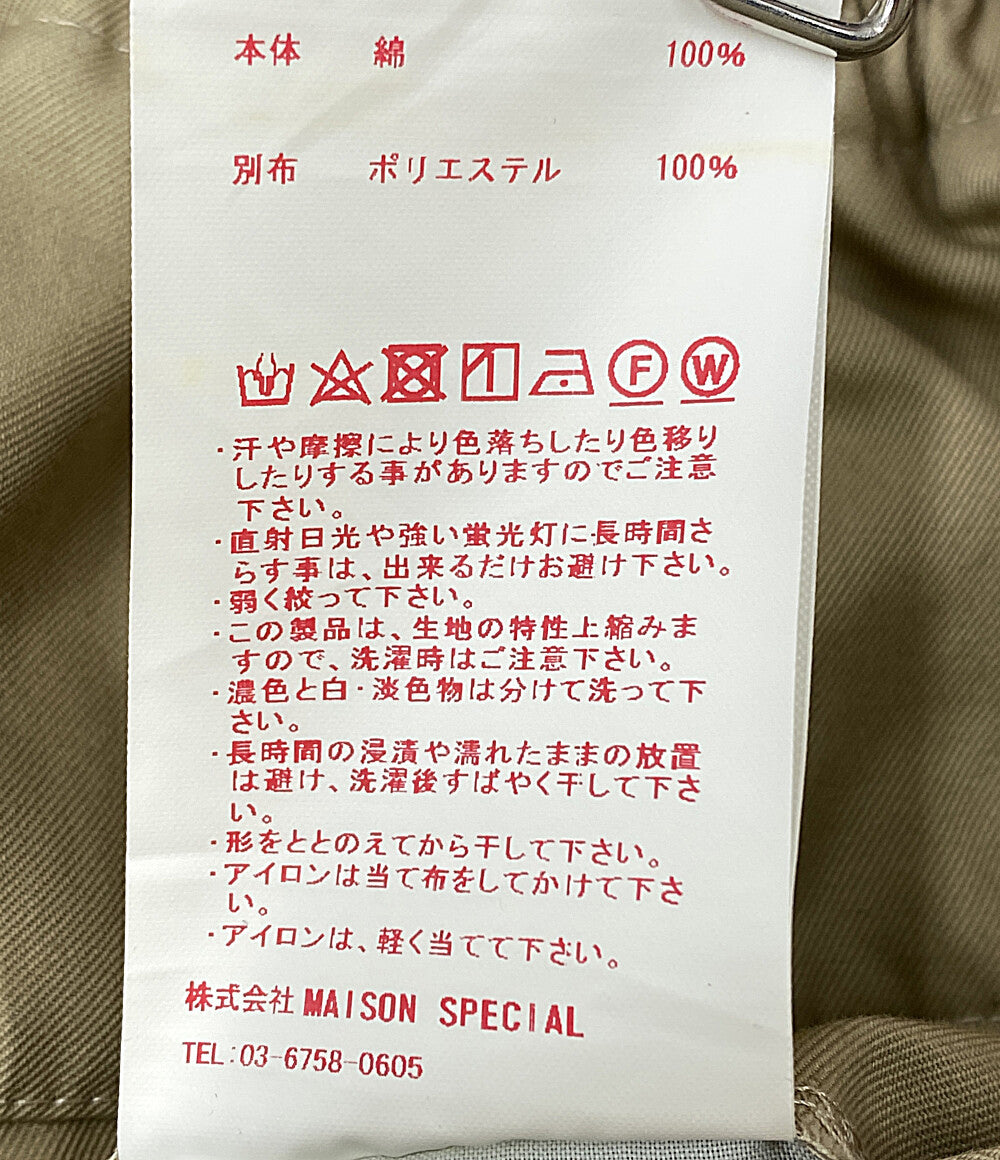 本体 綿 100%
別布 ポリエステル 100%
F W
・汗や摩擦により色落ちしたり色移り
したりする事がありますのでご注意
下さい。
・直射日光や強い蛍光灯に長時間さ
らす事は、出来るだけお避け下さい。
・弱く絞って下さい。
・この製品は、生地の特性上縮みま
すので、洗濯時はご注意下さい。
・濃色と白・淡色物は分けて洗って下
さい。
・長時間の浸漬や濡れたままの放置
は避け、洗濯後すばやく干して下さ
い。
・形をととのえてから干して下さい。
・アイロンは当て布をしてかけて下さ
い。
・アイロンは、軽く当てて下さい。
株式会社 MAISON SPECIAL
TEL:03-6758-0605